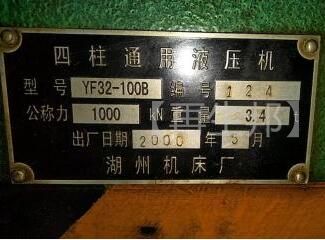 四柱通用液压机
型号 YF32-100B 编号 124
公称力 1000 kN 重量 3.4 t
出厂日期 2000 年 5 月
湖州机床厂